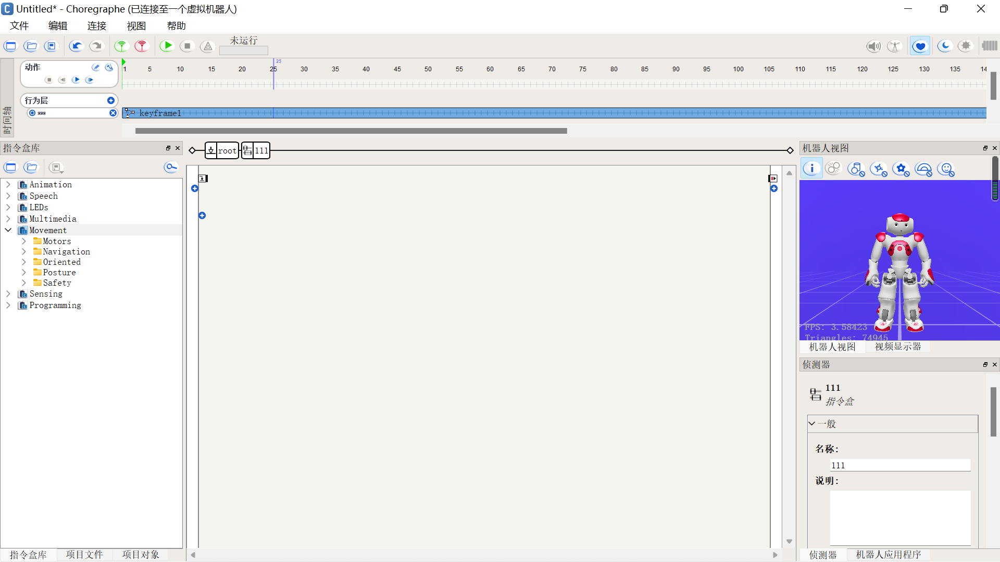 Untitled* - Choregraphe (已连接至一个虚拟机器人)
文件 编辑 连接 视图 帮助
未运行
动作
25
1 5 10 15 20 25 30 35 40 45 50 55 60 65 70 75 80 85 90 95 100 105 110 115 120 125 130 135 14
时间轴
行为层
keyframe1
指令盒库
root
111
Animation
Speech
LEDs
Multimedia
Movement
Motors
Navigation
Oriented
Posture
Safety
Sensing
Programming
指令盒库 项目文件 项目对象
机器人视图
FPS: 3.58423
Triangles: 74945
机器人视图 视频显示器
侦测器
111
指令盒
一般
名称:
111
说明:
侦测器 机器人应用程序